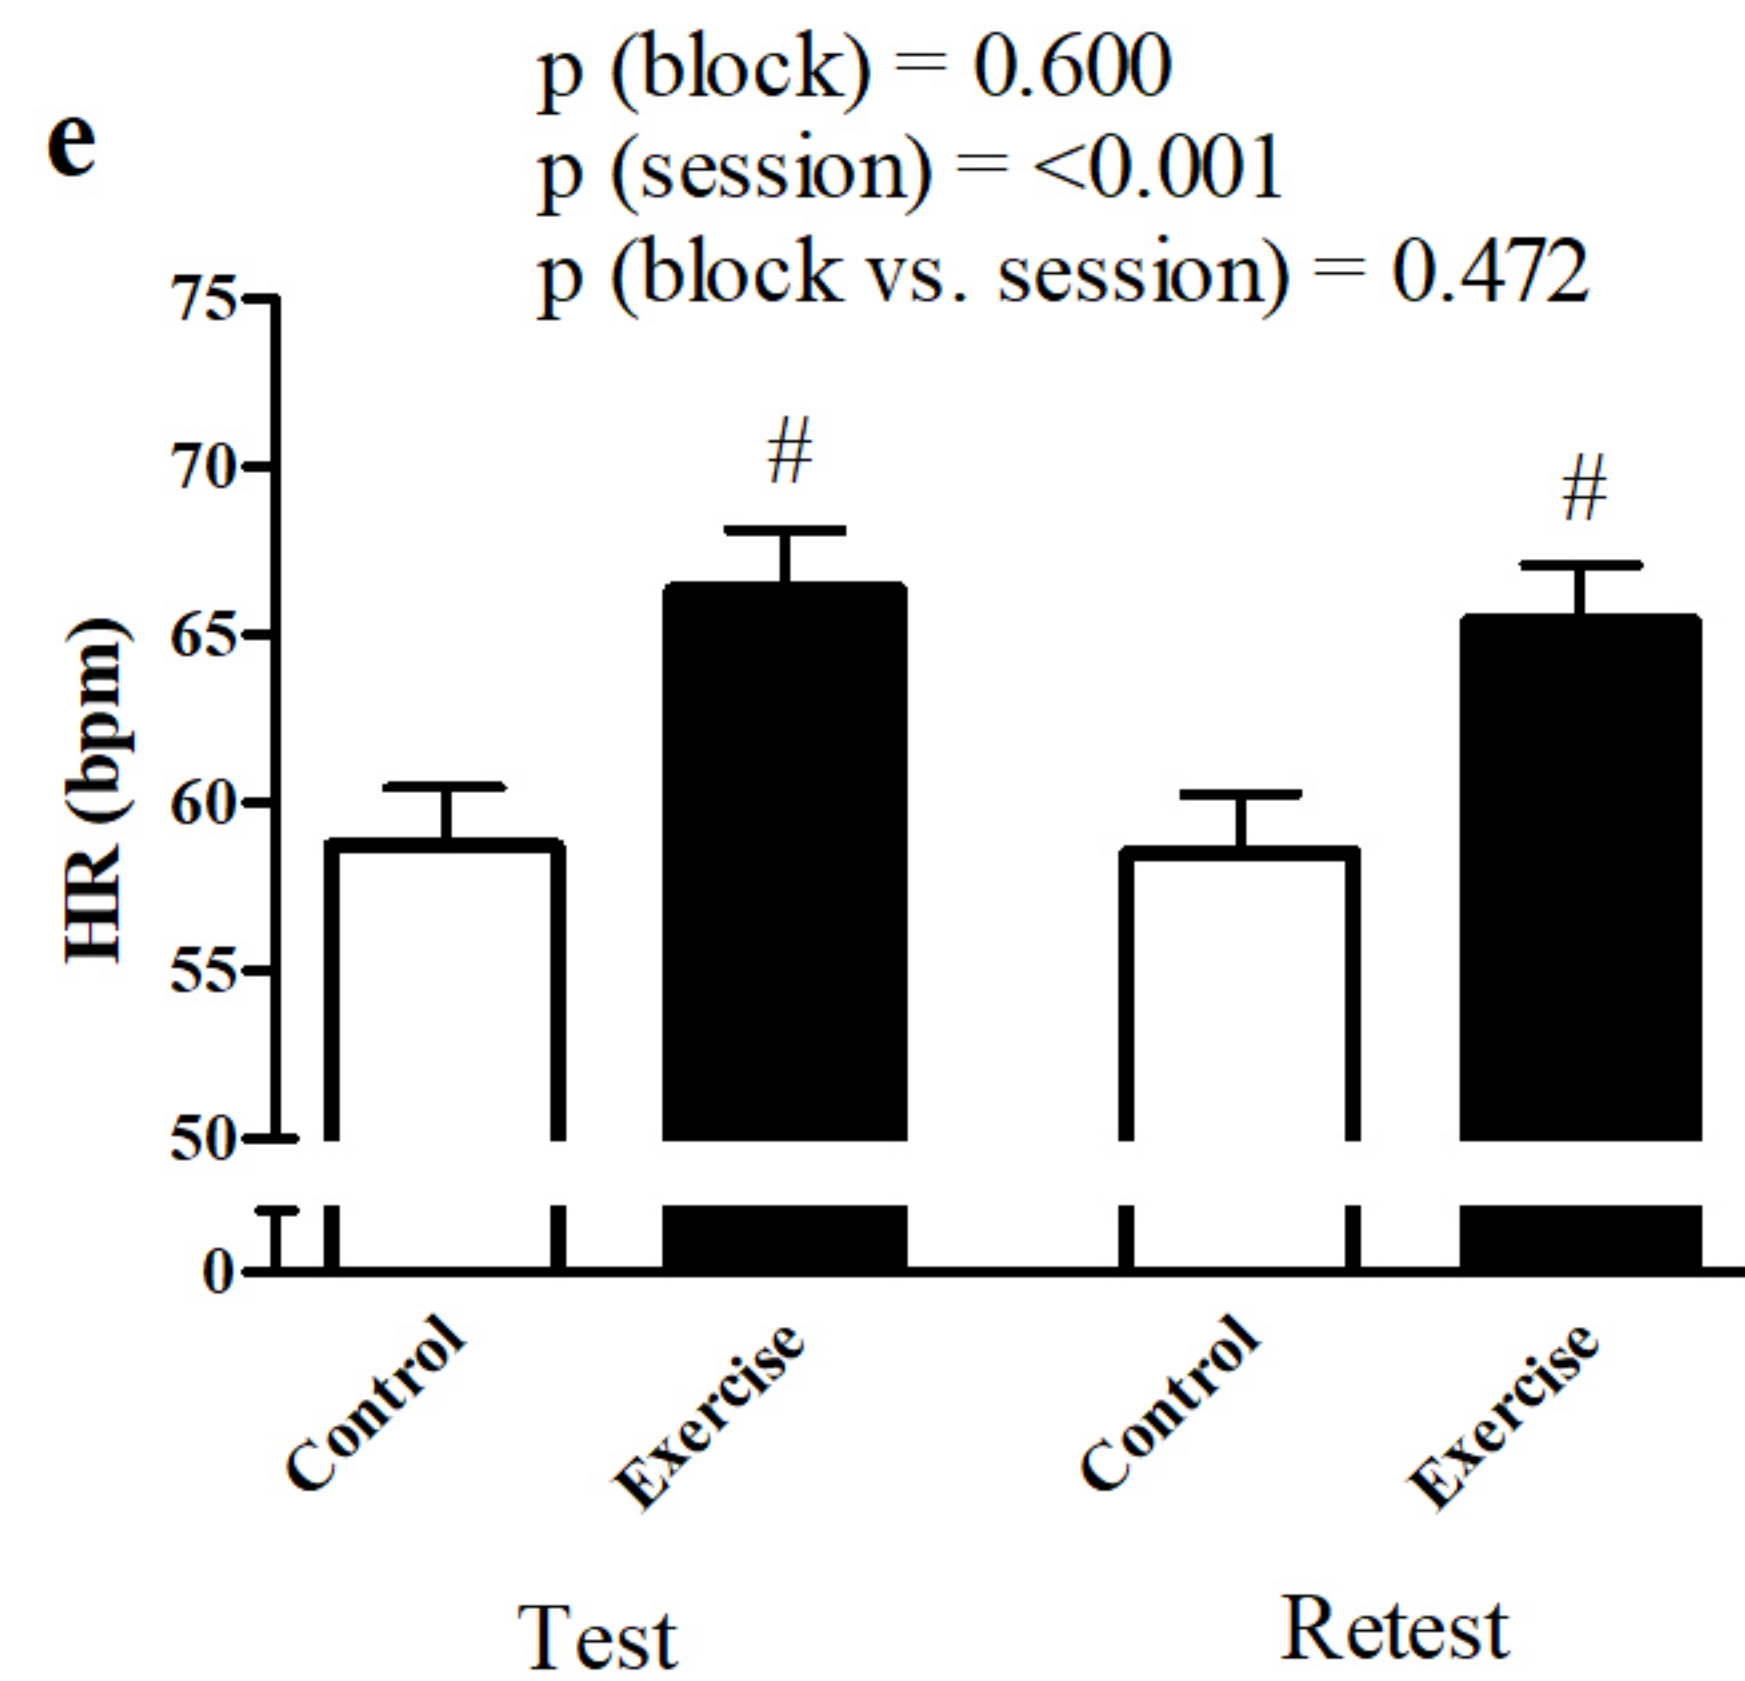 p (block) = 0.600
e
p (session) = <0.001
p (block vs. session) = 0.472
75
70
65
60
55
50
0
HR (bpm)
#
#
Control
Exercise
Control
Exercise
Test
Retest